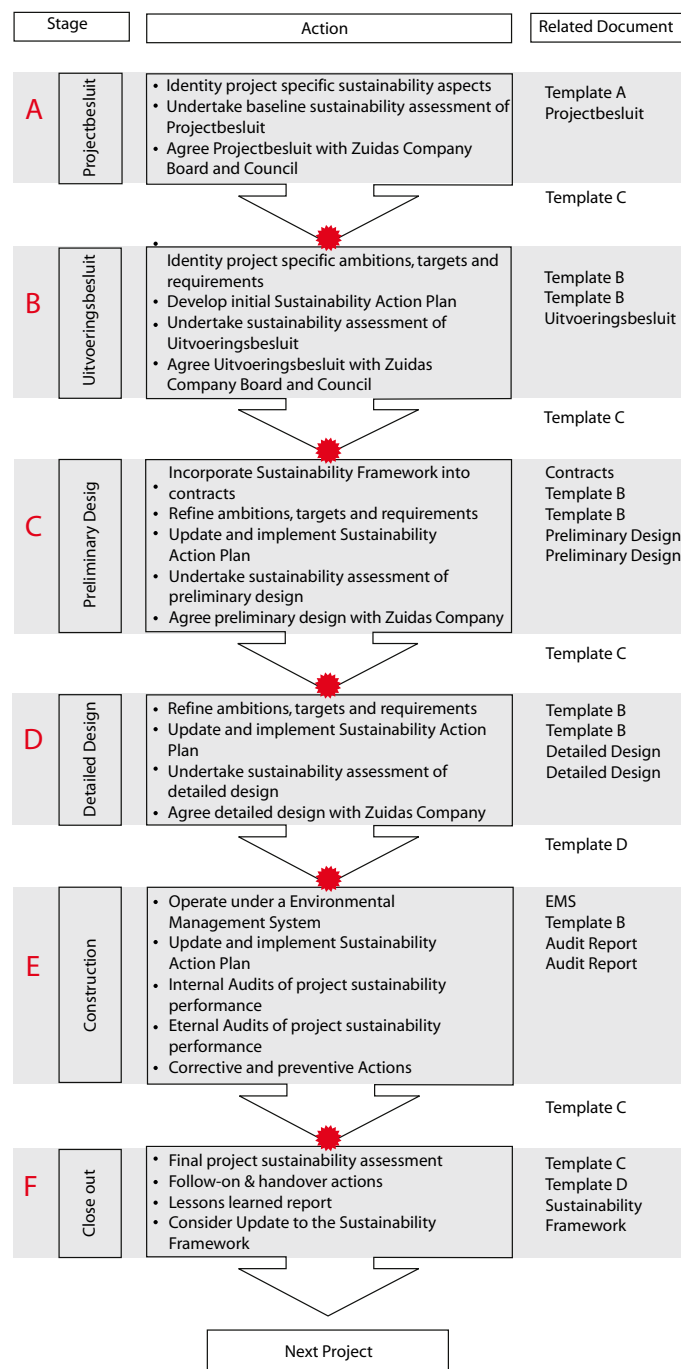 Stage
Action
Related Document
A
Projectbesluit
• Identity project specific sustainability aspects
• Undertake baseline sustainability assessment of
Projectbesluit
• Agree Projectbesluit with Zuidas Company
Board and Council
Template A
Projectbesluit
Template C
B
Uitvoeringsbesluit
•
Identity project specific ambitions, targets and
requirements
• Develop initial Sustainability Action Plan
• Undertake sustainability assessment of
Uitvoeringsbesluit
• Agree Uitvoeringsbesluit with Zuidas
Company Board and Council
Template B
Template B
Uitvoeringsbesluit
Template C
C
Preliminary Desig
Incorporate Sustainability Framework into
• contracts
• Refine ambitions, targets and requirements
• Update and implement Sustainability
Action Plan
• Undertake sustainability assessment of
preliminary design
• Agree preliminary design with Zuidas Company
Contracts
Template B
Template B
Preliminary Design
Preliminary Design
Template C
D
Detailed Design
• Refine ambitions, targets and requirements
• Update and implement Sustainability Action
Plan
• Undertake sustainability assessment of
detailed design
• Agree detailed design with Zuidas Company
Template B
Template B
Detailed Design
Detailed Design
Template D
E
Construction
• Operate under a Environmental
Management System
• Update and implement Sustainability
Action Plan
• Internal Audits of project sustainability
performance
• Eternal Audits of project sustainability
performance
• Corrective and preventive Actions
EMS
Template B
Audit Report
Audit Report
Template C
F
Close out
• Final project sustainability assessment
• Follow-on & handover actions
• Lessons learned report
• Consider Update to the Sustainability
Framework
Template C
Template D
Sustainability
Framework
Next Project